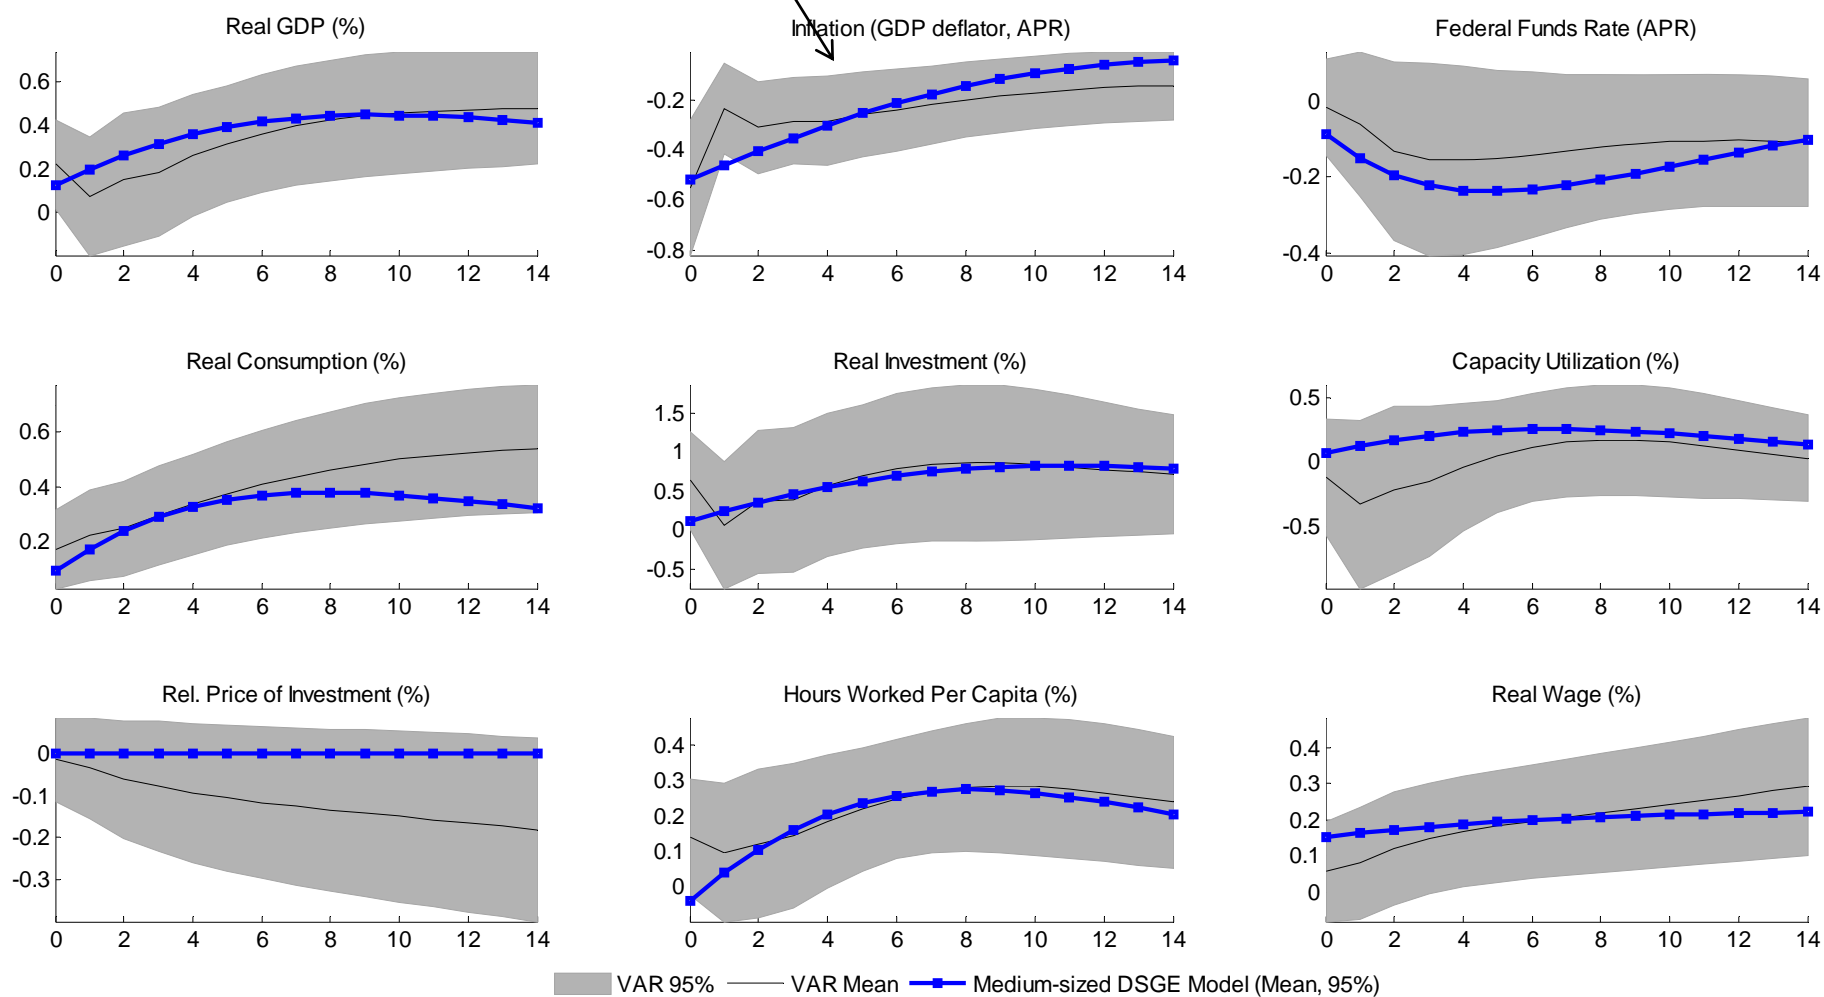 Real GDP (%)
Inflation (GDP deflator, APR)
Federal Funds Rate (APR)
0.6
0.4
0.2
0
0 2 4 6 8 10 12 14
-0.2
-0.4
-0.6
-0.8
0 2 4 6 8 10 12 14
0
-0.2
-0.4
0 2 4 6 8 10 12 14
Real Consumption (%)
Real Investment (%)
Capacity Utilization (%)
0.6
0.4
0.2
0 2 4 6 8 10 12 14
1.5
1
0.5
0
-0.5
0 2 4 6 8 10 12 14
0.5
0
-0.5
0 2 4 6 8 10 12 14
Rel. Price of Investment (%)
Hours Worked Per Capita (%)
Real Wage (%)
0
-0.1
-0.2
-0.3
0 2 4 6 8 10 12 14
0.4
0.3
0.2
0.1
0
0 2 4 6 8 10 12 14
0.4
0.3
0.2
0.1
0
0 2 4 6 8 10 12 14
VAR 95% VAR Mean Medium-sized DSGE Model (Mean, 95%)